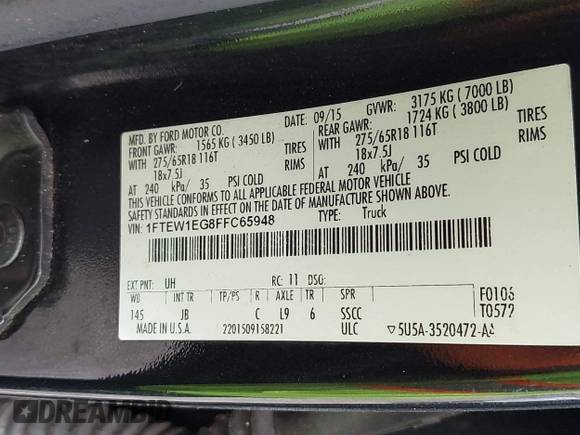 MFD. BY FORD MOTOR CO.
DATE: 09/15 GVWR: 3175 KG ( 7000 LB)
FRONT GAWR: 1565 KG ( 3450 LB)
REAR GAWR: 1724 KG ( 3800 LB)
WITH 275/65R18 116T TIRES
WITH 275/65R18 116T TIRES
18x7.5J RIMS
18x7.5J RIMS
AT 240 kPa/ 35 PSI COLD
AT 240 kPa/ 35 PSI COLD
THIS VEHICLE CONFORMS TO ALL APPLICABLE FEDERAL MOTOR VEHICLE
SAFETY STANDARDS IN EFFECT ON THE DATE OF MANUFACTURE SHOWN ABOVE.
VIN: 1FTEW1EG8FFC65948 TYPE: Truck
EXT PNT: UH RC: 11 DSO: F0106
WB INT TR TP/PS R AXLE TR SPR T0572
145 JB C L9 6 SSCC
MADE IN U.S.A. 2201509158221 ULC ▽5U5A-3520472-AA
DREAMBID